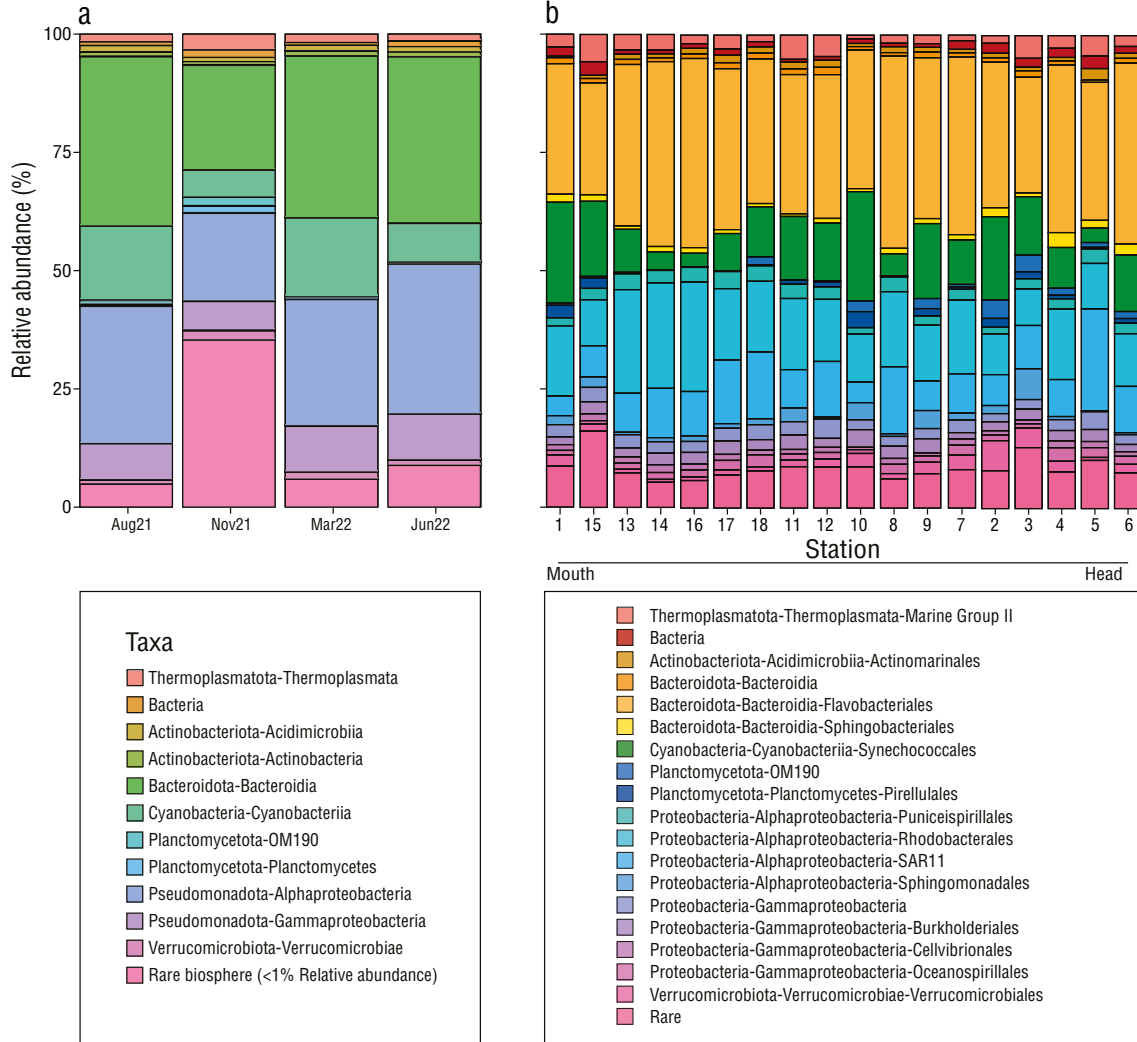 a
b
Relative abundance (%)
100
75
50
25
0
Aug21 Nov21 Mar22 Jun22
1 15 13 14 16 17 18 11 12 10 8 9 7 2 3 4 5 6
Station
Mouth Head
Taxa
Thermoplasmatota-Thermoplasmata
Bacteria
Actinobacteriota-Acidimicrobiia
Actinobacteriota-Actinobacteria
Bacteroidota-Bacteroidia
Cyanobacteria-Cyanobacteriia
Planctomycetota-OM190
Planctomycetota-Planctomycetes
Pseudomonadota-Alphaproteobacteria
Pseudomonadota-Gammaproteobacteria
Verrucomicrobiota-Verrucomicrobiae
Rare biosphere (<1% Relative abundance)
Thermoplasmatota-Thermoplasmata-Marine Group II
Bacteria
Actinobacteriota-Acidimicrobiia-Actinomarinales
Bacteroidota-Bacteroidia
Bacteroidota-Bacteroidia-Flavobacteriales
Bacteroidota-Bacteroidia-Sphingobacteriales
Cyanobacteria-Cyanobacteriia-Synechococcales
Planctomycetota-OM190
Planctomycetota-Planctomycetes-Pirellulales
Proteobacteria-Alphaproteobacteria-Puniceispirillales
Proteobacteria-Alphaproteobacteria-Rhodobacterales
Proteobacteria-Alphaproteobacteria-SAR11
Proteobacteria-Alphaproteobacteria-Sphingomonadales
Proteobacteria-Gammaproteobacteria
Proteobacteria-Gammaproteobacteria-Burkholderiales
Proteobacteria-Gammaproteobacteria-Cellvibrionales
Proteobacteria-Gammaproteobacteria-Oceanospirillales
Verrucomicrobiota-Verrucomicrobiae-Verrucomicrobiales
Rare